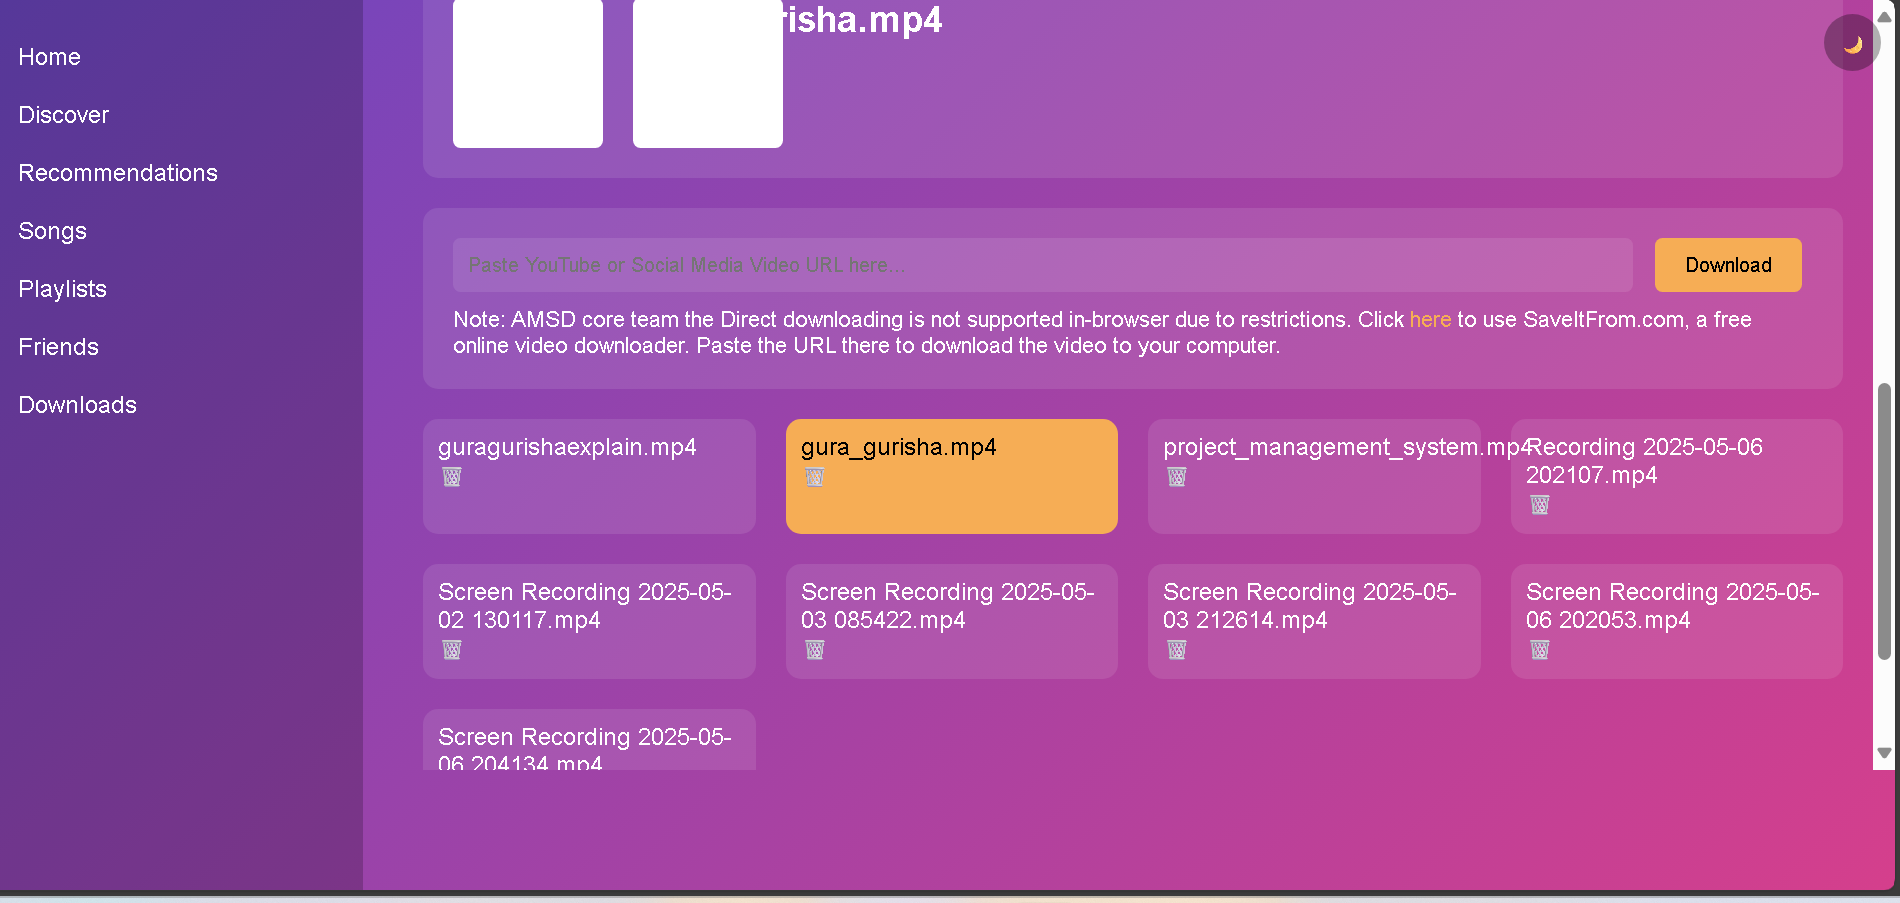 risha.mp4
Home
Discover
Recommendations
Songs
Playlists
Friends
Downloads
Paste YouTube or Social Media Video URL here...
Download
Note: AMSD core team the Direct downloading is not supported in-browser due to restrictions. Click here to use SaveItFrom.com, a free
online video downloader. Paste the URL there to download the video to your computer.
guragurishaexplain.mp4
gura_gurisha.mp4
project_management_system.mp4
Recording 2025-05-06
202107.mp4
Screen Recording 2025-05-
02 130117.mp4
Screen Recording 2025-05-
03 085422.mp4
Screen Recording 2025-05-
03 212614.mp4
Screen Recording 2025-05-
06 202053.mp4
Screen Recording 2025-05-
06 204134.mp4